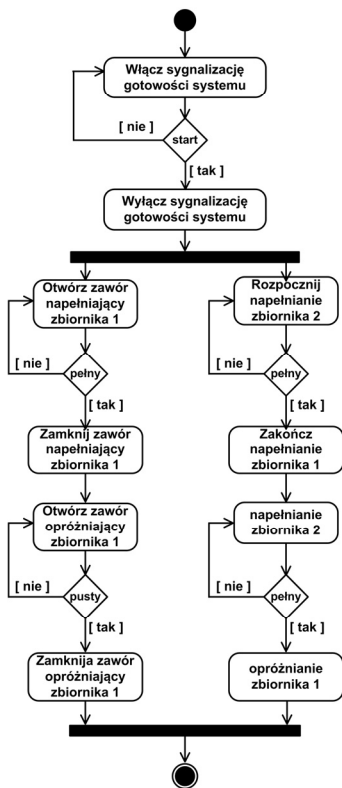 Włącz sygnalizację
gotowości systemu
[ nie ]
start
[ tak ]
Wyłącz sygnalizację
gotowości systemu
Otwórz zawór
napełniający
zbiornika 1
[ nie ]
pełny
[ tak ]
Zamknij zawór
napełniający
zbiornika 1
Otwórz zawór
opróżniający
zbiornika 1
[ nie ]
pusty
[ tak ]
Zamknija zawór
opróżniający
zbiornika 1
Rozpocznij
napełnianie
zbiornika 2
[ nie ]
pełny
[ tak ]
Zakończ
napełnianie
zbiornika 1
napełnianie
zbiornika 2
[ nie ]
pełny
[ tak ]
opróżnianie
zbiornika 1